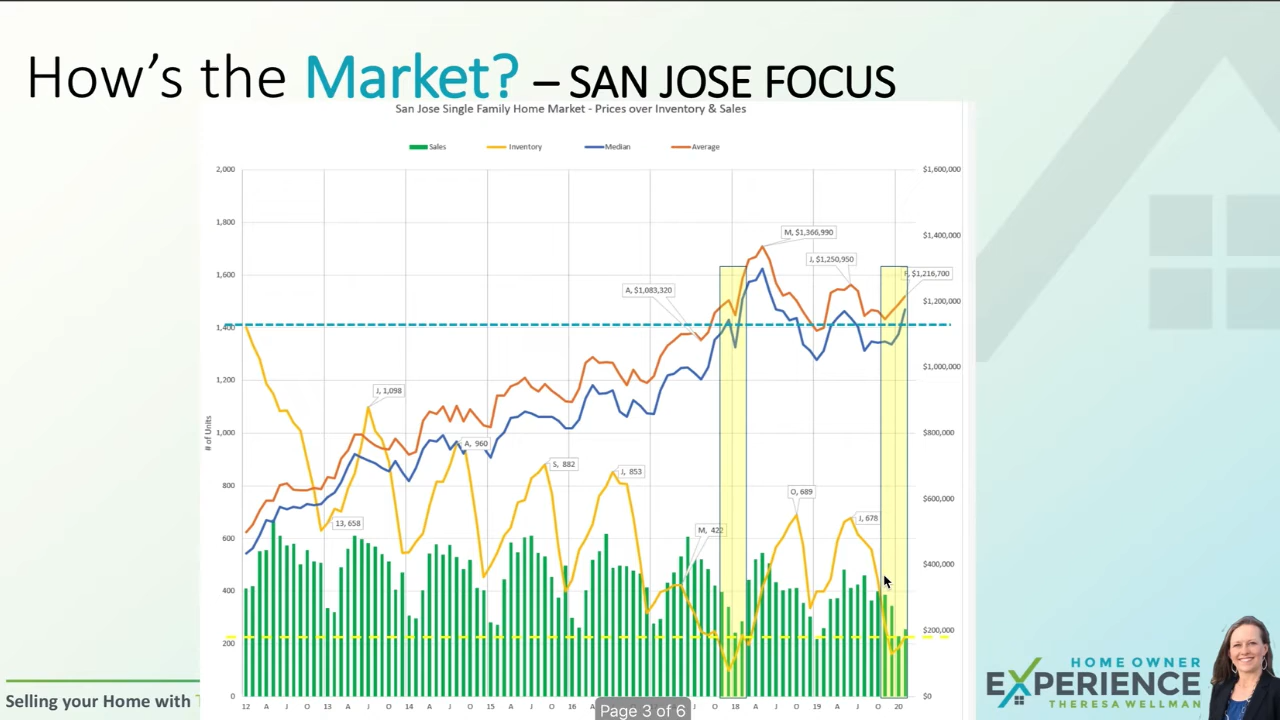 How's the Market? – SAN JOSE FOCUS
San Jose Single Family Home Market - Prices over Inventory & Sales
Sales Inventory Median Average
2,000
1,800
1,600
1,400
1,200
1,000
800
600
400
200
0
# of Units
$1,600,000
$1,400,000
$1,200,000
$1,000,000
$800,000
$600,000
$400,000
$200,000
$0
M, $1,366,990
J, $1,250,950
F, $1,216,700
A, $1,083,320
J, 1,098
A, 960
S, 882
J, 853
13, 658
M, 422
O, 689
J, 678
12 A J O 13 A J O 14 A J O 15 A J O 16 A J O 17 A J O 18 A J O 19 A J O 20
Selling your Home with T
Page 3 of 6
HOME OWNER
EXPERIENCE
THERESA WELLMAN